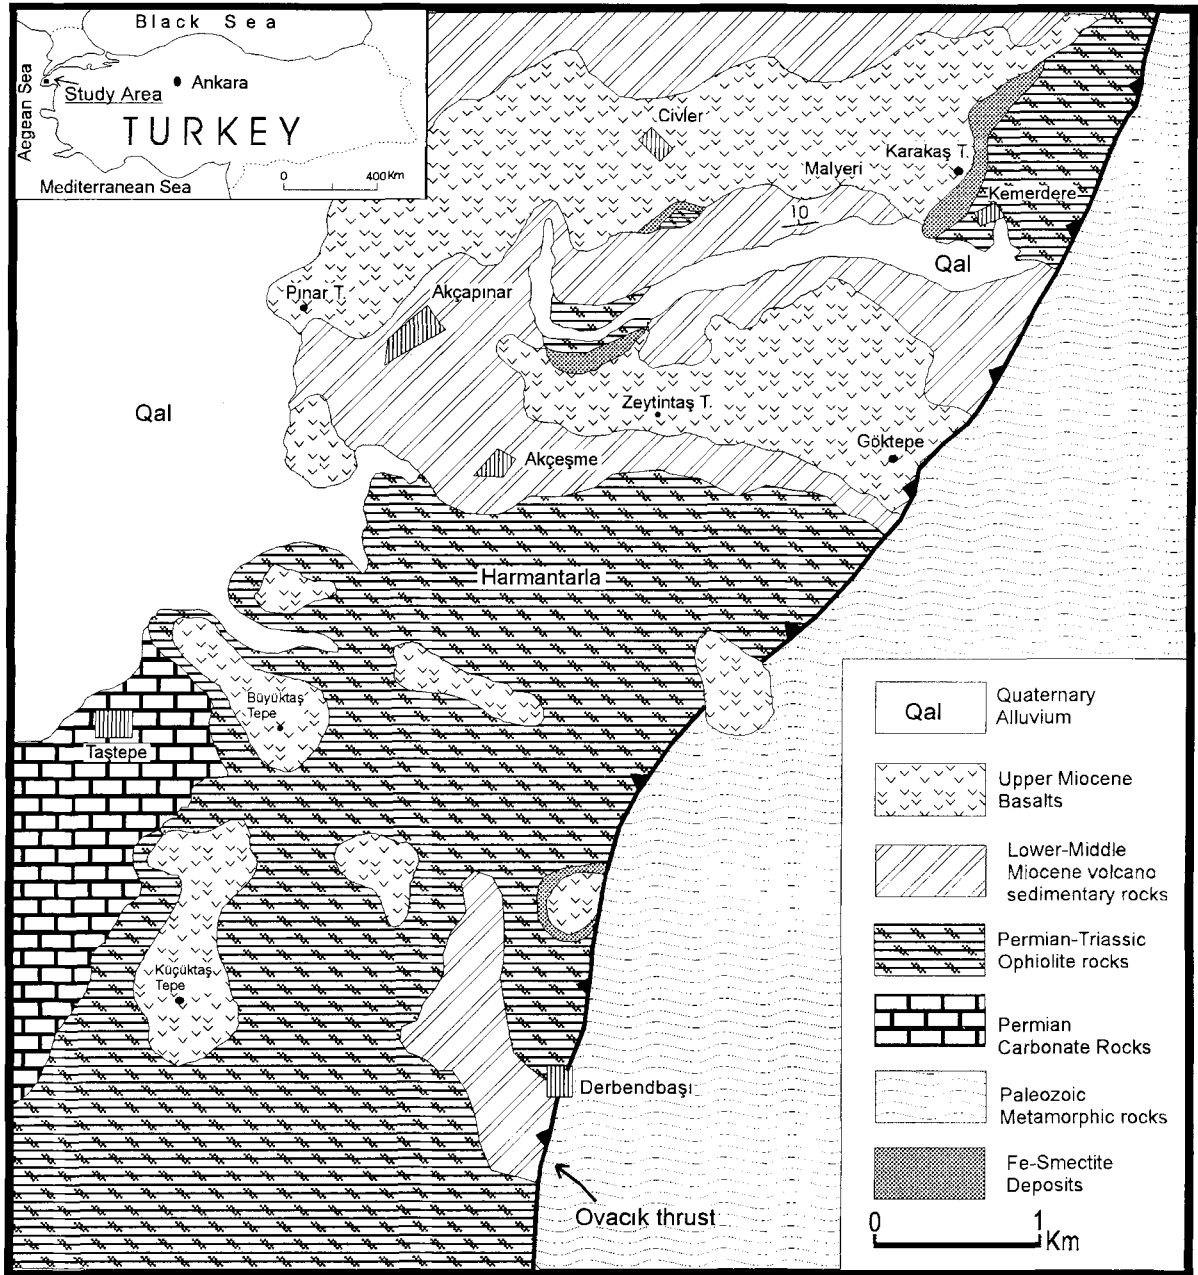 Black Sea
Aegean Sea
Ankara
Study Area
TURKEY
Mediterranean Sea
0 400Km
Civler
Karakaş T.
Malyeri
Kemerdere
10
Qal
Pınar T.
Akçapınar
Qal
Zeytintaş T.
Göktepe
Akçeşme
Harmantarla
Büyüktaş
Tepe
Taştepe
Küçüktaş
Tepe
Derbendbaşı
Ovacık thrust
Qal
Quaternary
Alluvium
Upper Miocene
Basalts
Lower-Middle
Miocene volcano
sedimentary rocks
Permian-Triassic
Ophiolite rocks
Permian
Carbonate Rocks
Paleozoic
Metamorphic rocks
Fe-Smectite
Deposits
0 1
Km